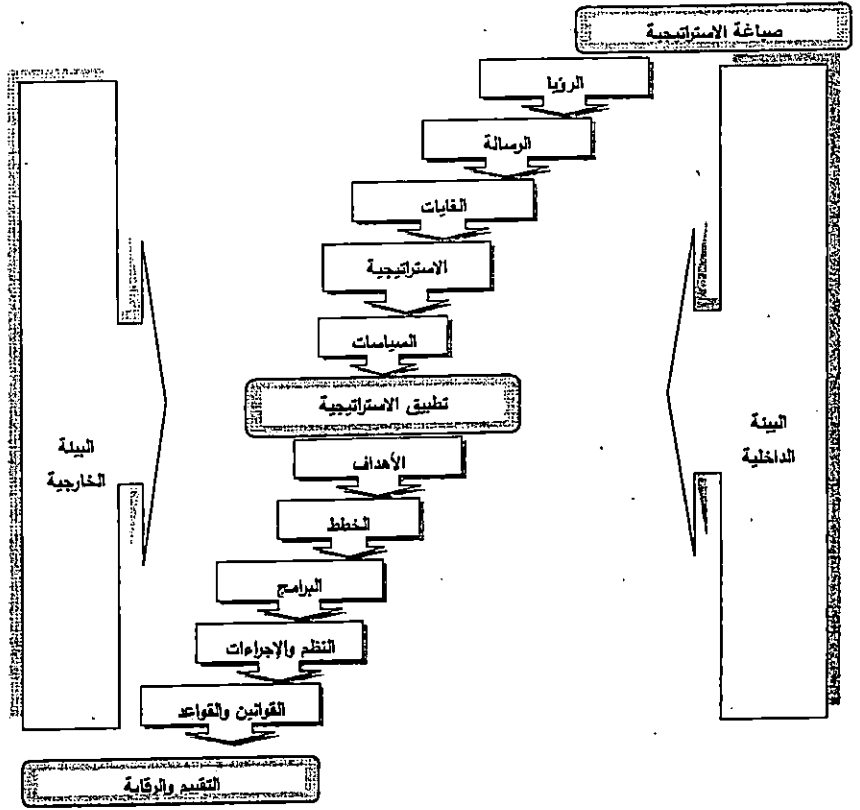 صياغة الاستراتيجية
الرؤيا
الرسالة
الغايات
الاستراتيجية
السياسات
تطبيق الاستراتيجية
الأهداف
الخطط
البرامج
النظم والإجراءات
القوانين والقواعد
التقييم والرقابة
البيئة
الداخلية
البيئة
الخارجية